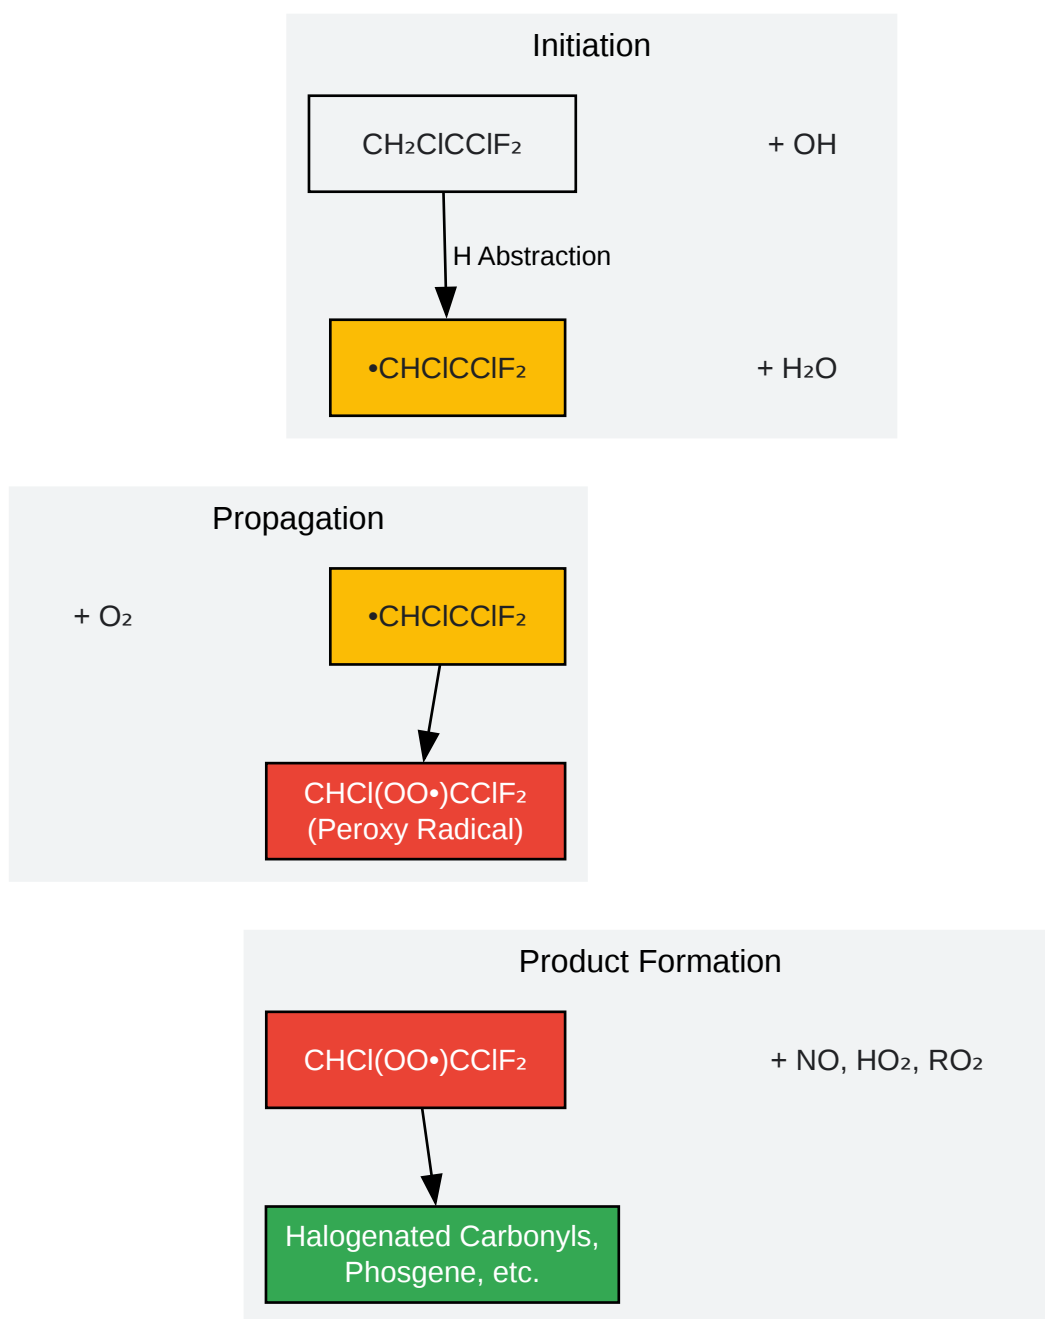 Initiation
CH₂ClCClF₂
+ OH
H Abstraction
•CHClCClF₂
+ H₂O
Propagation
+ O₂
•CHClCClF₂
CHCl(OO•)CClF₂
(Peroxy Radical)
Product Formation
CHCl(OO•)CClF₂
+ NO, HO₂, RO₂
Halogenated Carbonyls,
Phosgene, etc.